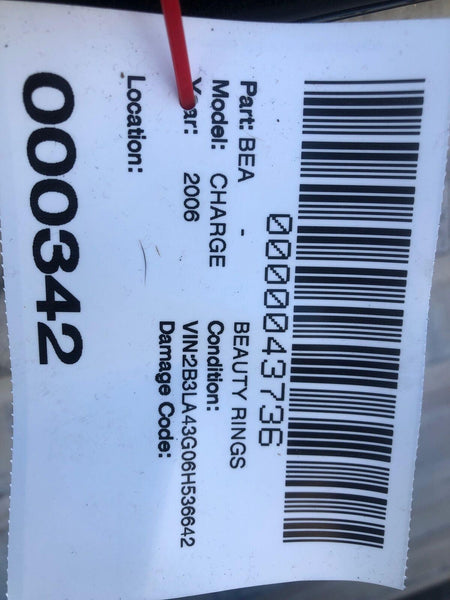 0000043736
Part: BEA - BEAUTY RINGS
Model: CHARGE Condition:
Year: 2006 VIN2B3LA43G06H536642
Damage Code:
Location:
000342